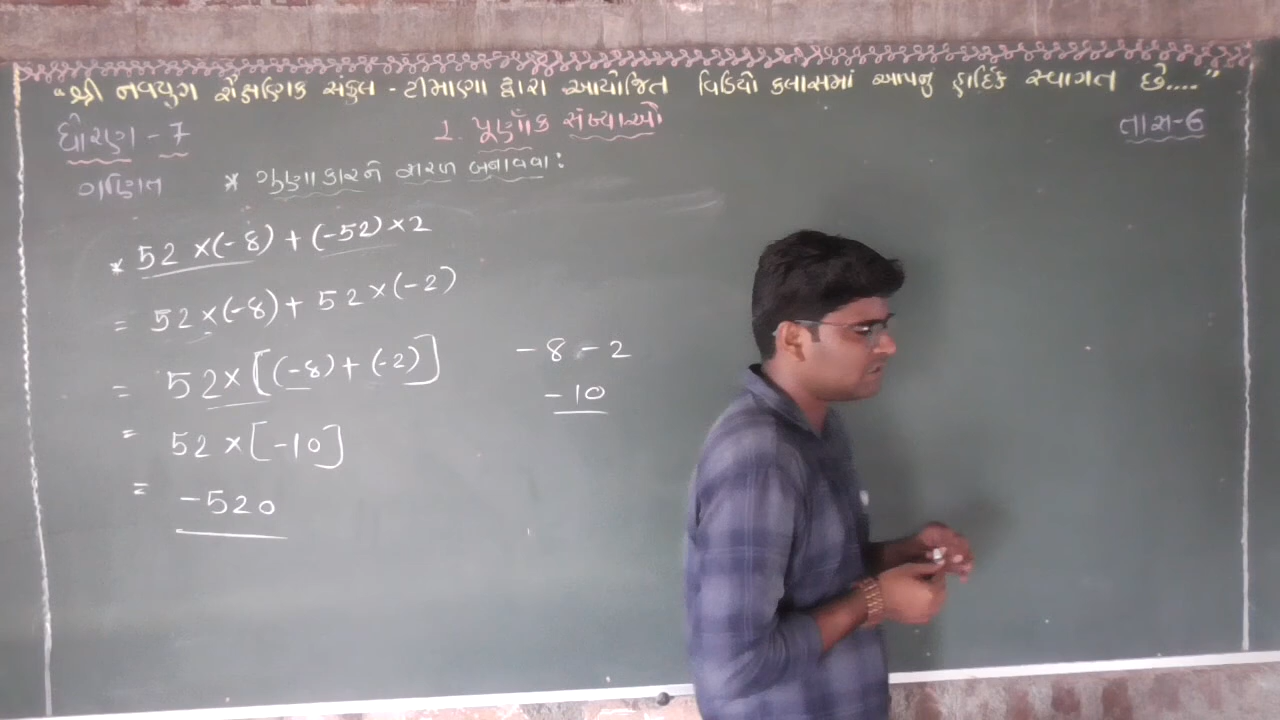 “શ્રી નવયુગ શૈક્ષણિક સંકુલ - ટીમાણા દ્વારા આયોજિત વિડિયો કલાસમાં આપનુ હાર્દિક સ્વાગત છે....”
ધોરણ - 7 1. પૂર્ણાંક સંખ્યાઓ તાસ-6
ગણિત * ગુણાકારને સરળ બનાવવા :
* 52 ×(-8) + (-52) × 2
= 52 ×(-8) + 52 ×(-2)
= 52 × [(-8) + (-2)] -8 - 2
= 52 × [-10] -10
= -520